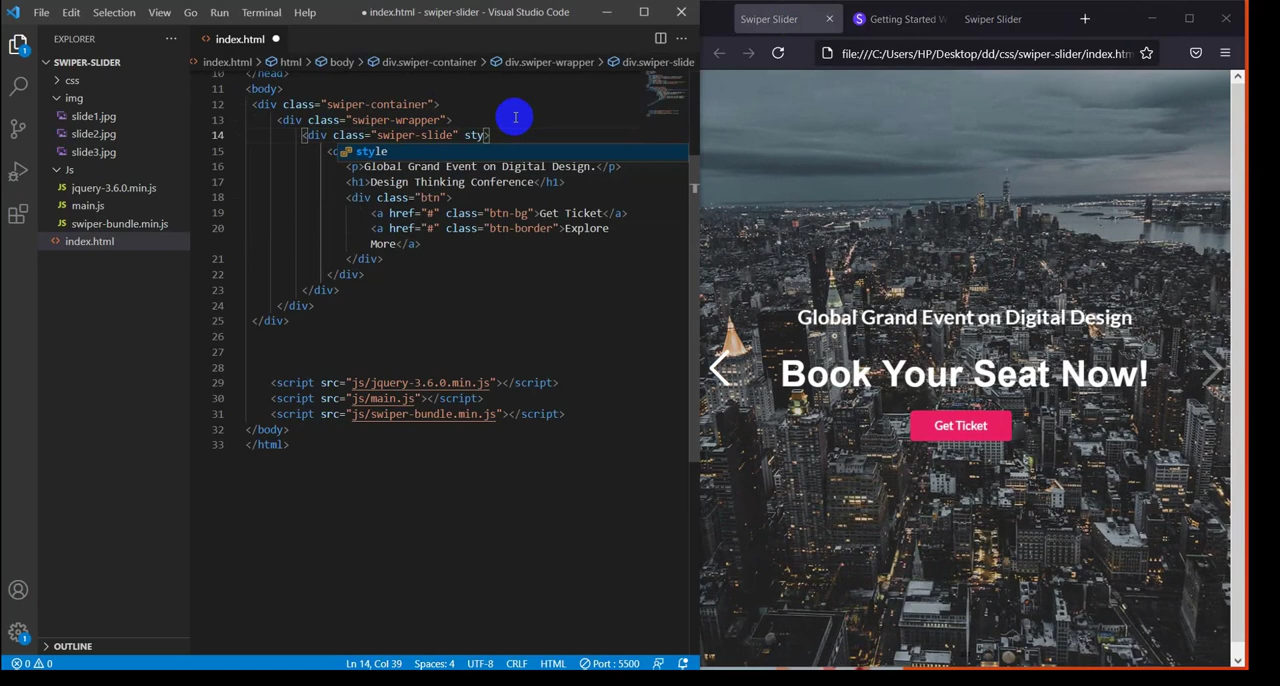 File Edit Selection View Go Run Terminal Help
● index.html - swiper-slider - Visual Studio Code
EXPLORER
SWIPER-SLIDER
css
img
slide1.jpg
slide2.jpg
slide3.jpg
Js
jquery-3.6.0.min.js
main.js
swiper-bundle.min.js
index.html
OUTLINE
1
1
index.html
index.html > html > body > div.swiper-container > div.swiper-wrapper > div.swiper-slide
10 </head>
11 <body>
12 <div class="swiper-container">
13 <div class="swiper-wrapper">
14 <div class="swiper-slide" sty>
style
15 <d
16 <p>Global Grand Event on Digital Design.</p>
17 <h1>Design Thinking Conference</h1>
18 <div class="btn">
19 <a href="#" class="btn-bg">Get Ticket</a>
20 <a href="#" class="btn-border">Explore
More</a>
21 </div>
22 </div>
23 </div>
24 </div>
25 </div>
26
27
28
29 <script src="js/jquery-3.6.0.min.js"></script>
30 <script src="js/main.js"></script>
31 <script src="js/swiper-bundle.min.js"></script>
32 </body>
33 </html>
0 0 Ln 14, Col 39 Spaces: 4 UTF-8 CRLF HTML Port : 5500
Swiper Slider
Getting Started W
Swiper Slider
file:///C:/Users/HP/Desktop/dd/css/swiper-slider/index.htm
Global Grand Event on Digital Design
Book Your Seat Now!
Get Ticket